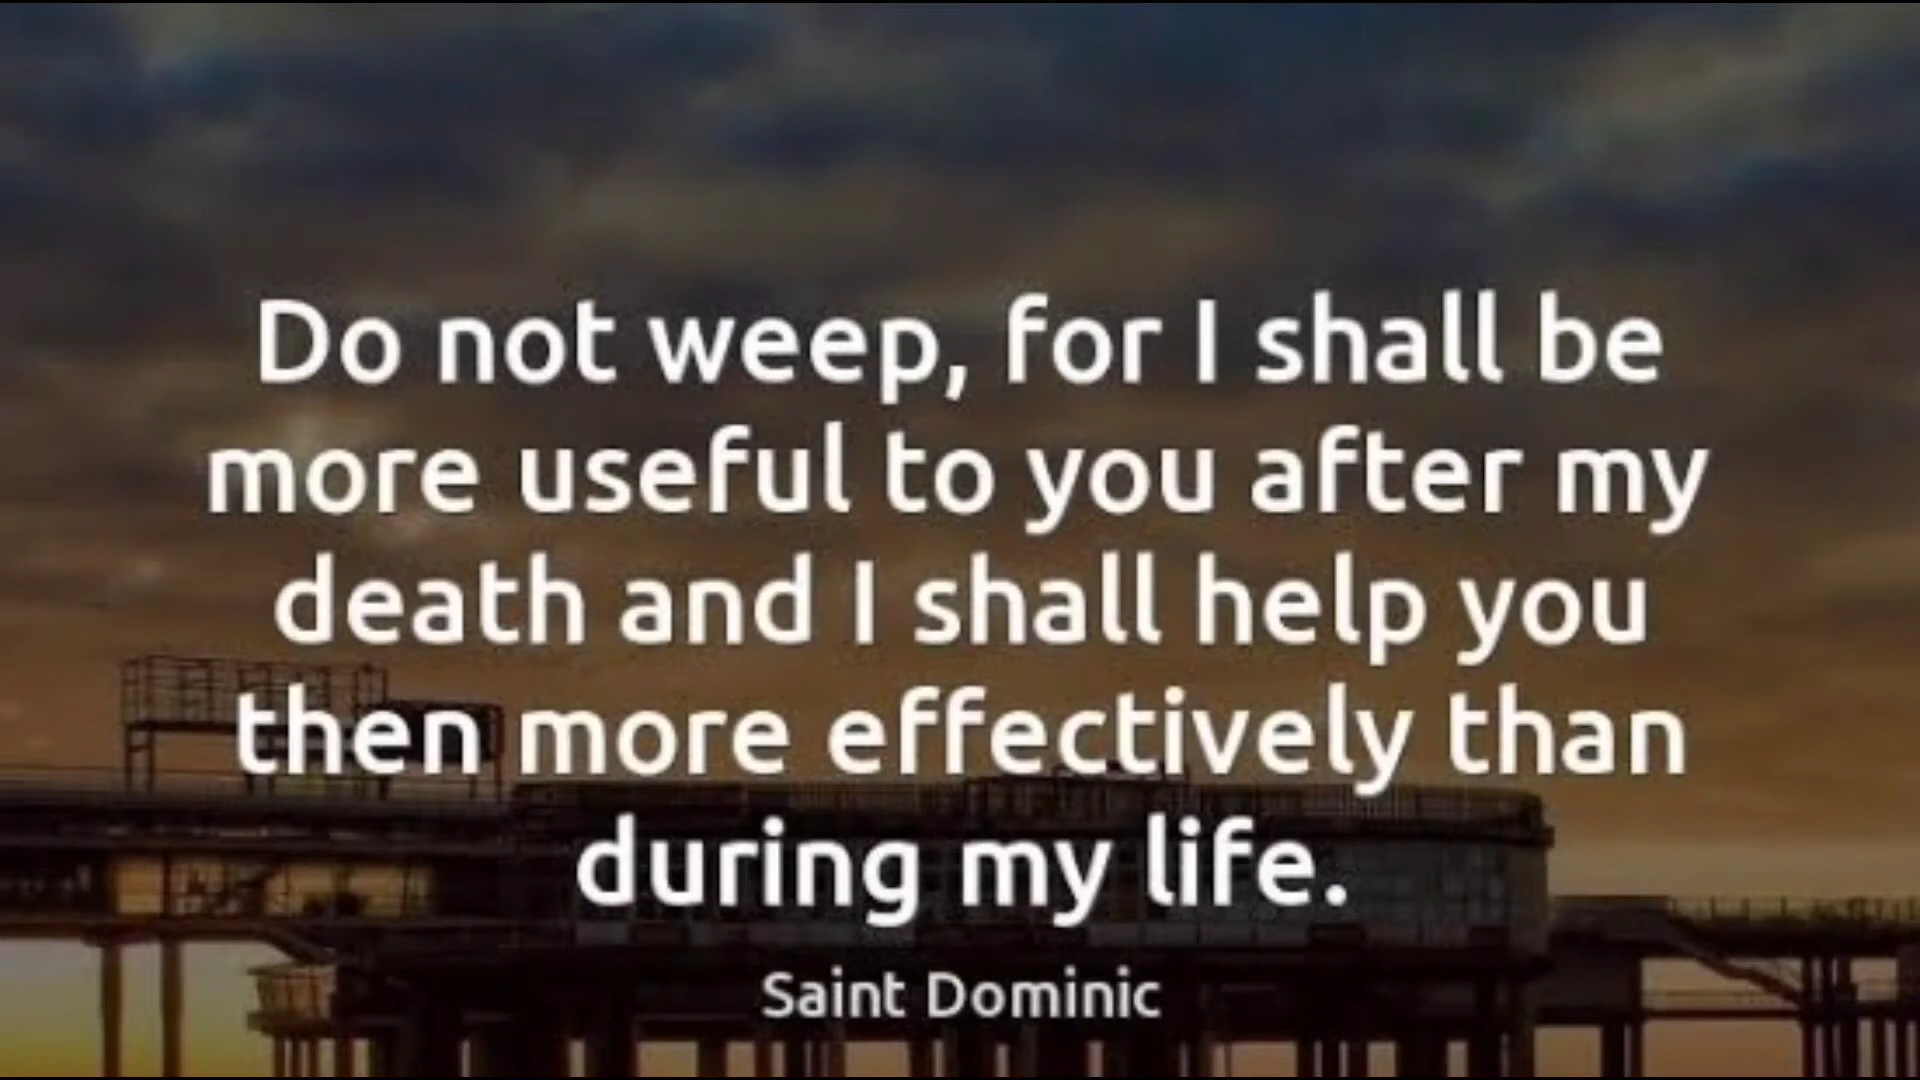 Do not weep, for I shall be
more useful to you after my
death and I shall help you
then more effectively than
during my life.
Saint Dominic